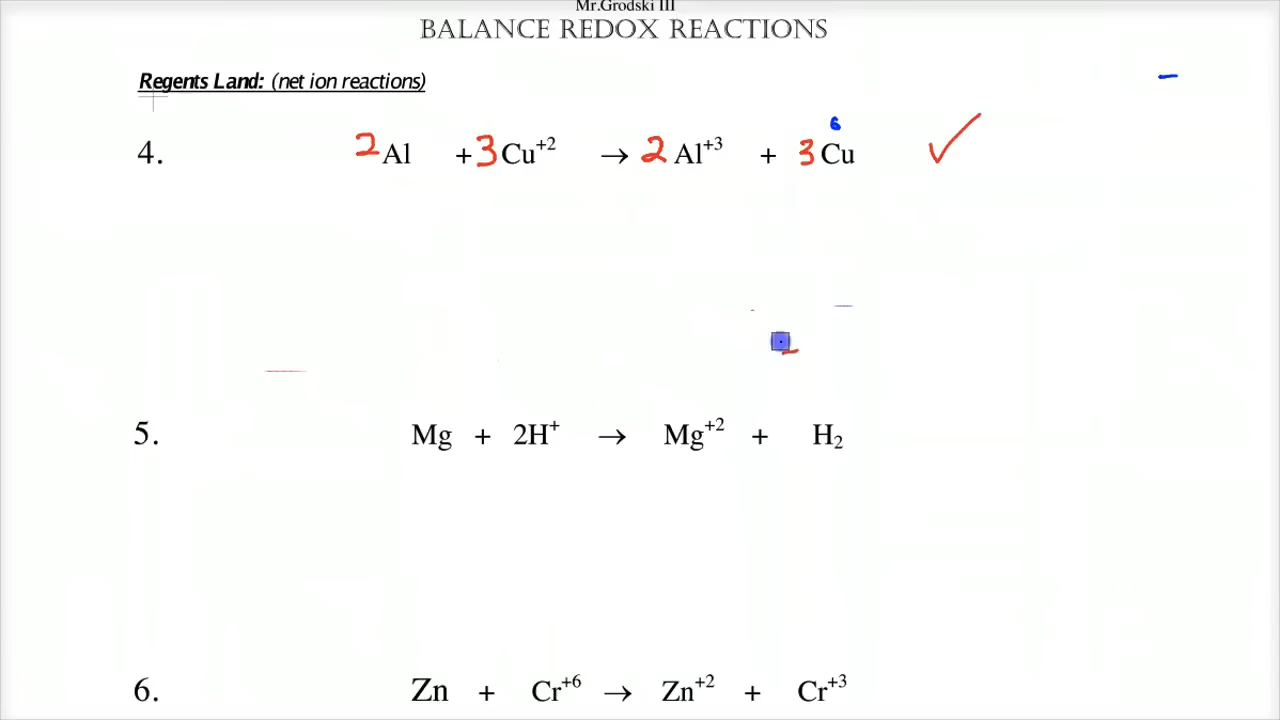 Mr.Grodski III
BALANCE REDOX REACTIONS
Regents Land: (net ion reactions)
4. 2Al + 3Cu⁺² → 2Al⁺³ + 3Cu
5. Mg + 2H⁺ → Mg⁺² + H₂
6. Zn + Cr⁺⁶ → Zn⁺² + Cr⁺³